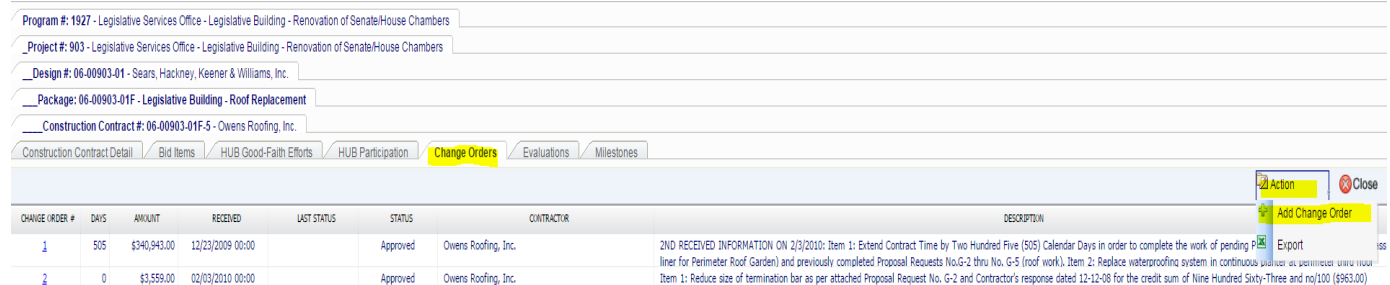 Program #: 1927 - Legislative Services Office - Legislative Building - Renovation of Senate/House Chambers
_Project #: 903 - Legislative Services Office - Legislative Building - Renovation of Senate/House Chambers
__Design #: 06-00903-01 - Sears, Hackney, Keener & Williams, Inc.
___Package: 06-00903-01F - Legislative Building - Roof Replacement
____Construction Contract #: 06-00903-01F-5 - Owens Roofing, Inc.
Construction Contract Detail Bid Items HUB Good-Faith Efforts HUB Participation Change Orders Evaluations Milestones
Action Close
Add Change Order
Export
CHANGE ORDER # DAYS AMOUNT RECEIVED LAST STATUS STATUS CONTRACTOR DESCRIPTION
1 505 $340,943.00 12/23/2009 00:00 Approved Owens Roofing, Inc. 2ND RECEIVED INFORMATION ON 2/3/2010: Item 1: Extend Contract Time by Two Hundred Five (505) Calendar Days in order to complete the work of pending P ess
liner for Perimeter Roof Garden) and previously completed Proposal Requests No.G-2 thru No. G-5 (roof work). Item 2: Replace waterproofing system in continuous planter at perimeter third floor
2 0 $3,559.00 02/03/2010 00:00 Approved Owens Roofing, Inc. Item 1: Reduce size of termination bar as per attached Proposal Request No. G-2 and Contractor's response dated 12-12-08 for the credit sum of Nine Hundred Sixty-Three and no/100 ($963.00)